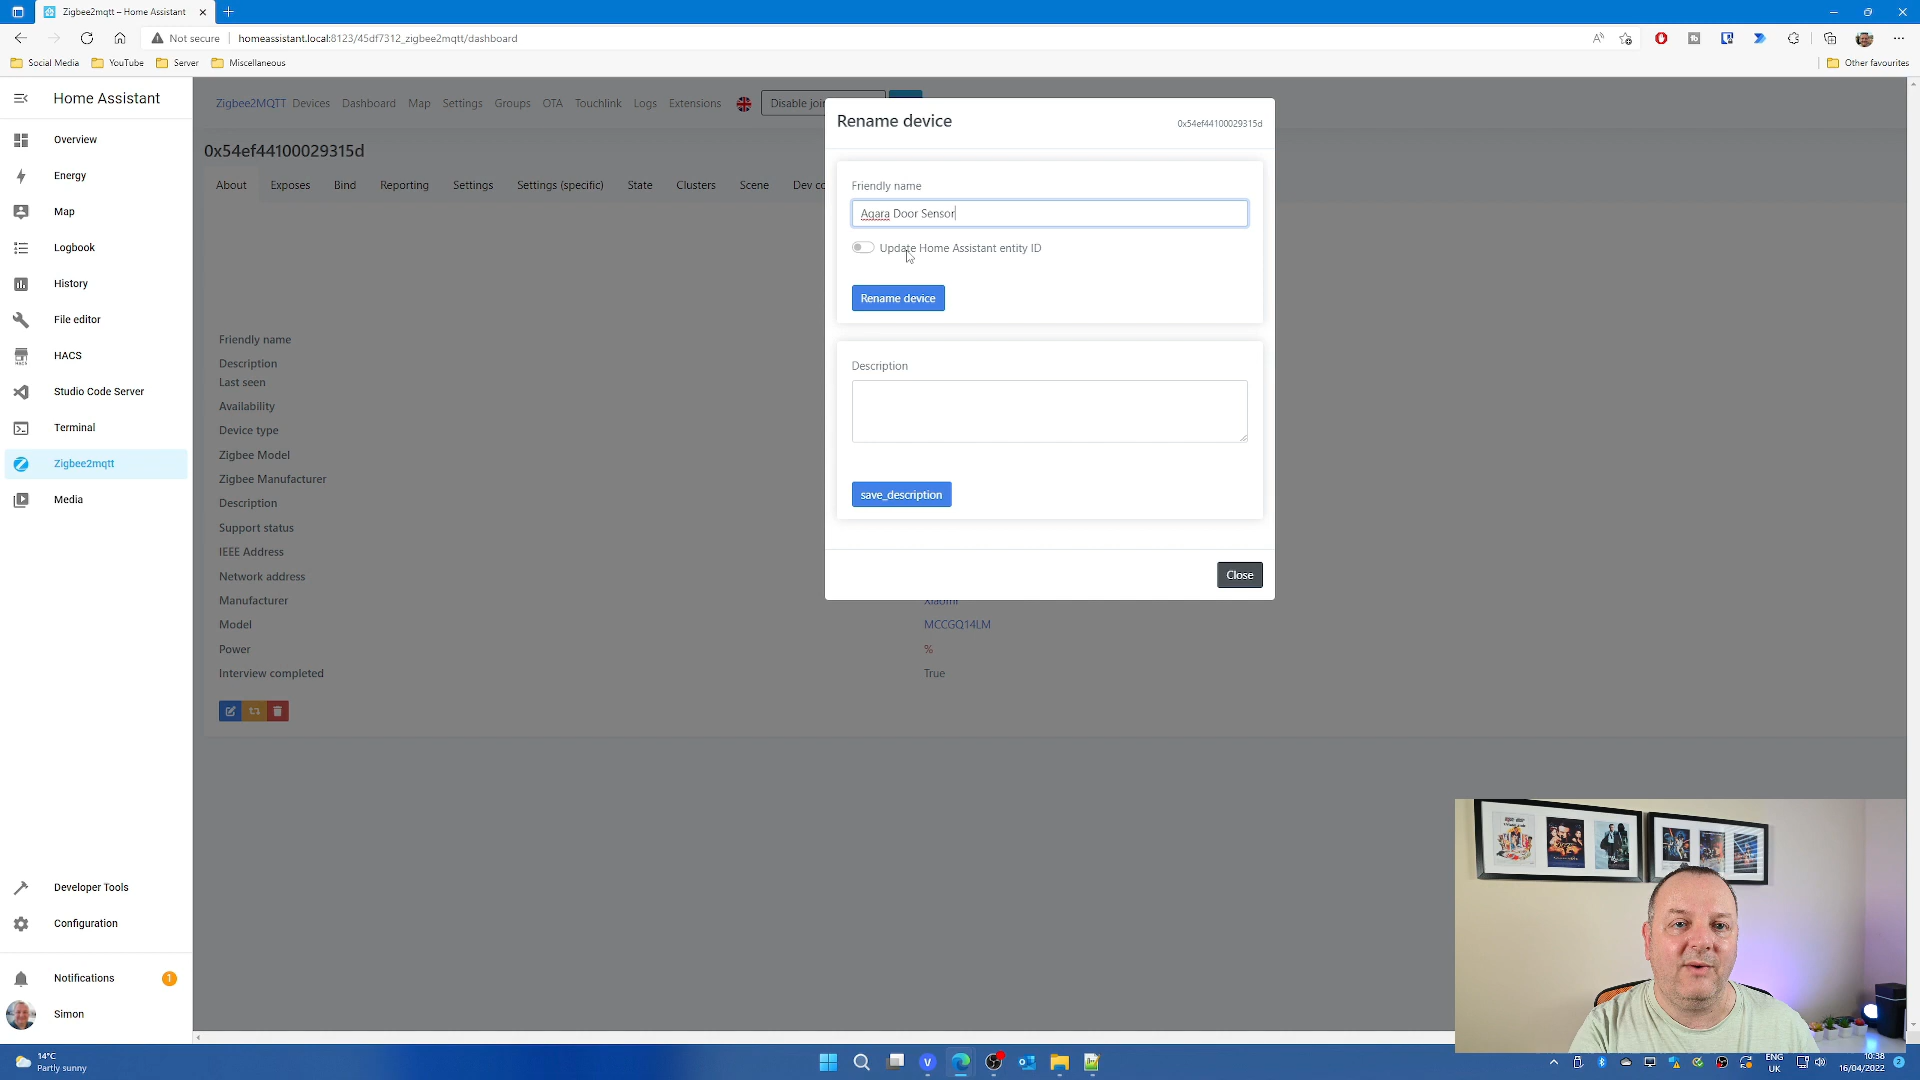 Zigbee2mqtt – Home Assistant
Not secure
homeassistant.local:8123/45df7312_zigbee2mqtt/dashboard
Social Media
YouTube
Server
Miscellaneous
Other favourites
Home Assistant
Overview
Energy
Map
Logbook
History
File editor
HACS
Studio Code Server
Terminal
Zigbee2mqtt
Media
Developer Tools
Configuration
Notifications
1
Simon
Zigbee2MQTT Devices Dashboard Map Settings Groups OTA Touchlink Logs Extensions
Disable join
0x54ef44100029315d
About Exposes Bind Reporting Settings Settings (specific) State Clusters Scene Dev co
Friendly name
Description
Last seen
Availability
Device type
Zigbee Model
Zigbee Manufacturer
Description
Support status
IEEE Address
Network address
Manufacturer
Xiaomi
Model
MCCGQ14LM
Power
%
Interview completed
True
Rename device
0x54ef44100029315d
Friendly name
Aqara Door Sensor
Update Home Assistant entity ID
Rename device
Description
save_description
Close
14°C
Partly sunny
ENG
UK
10:38
16/04/2022
2